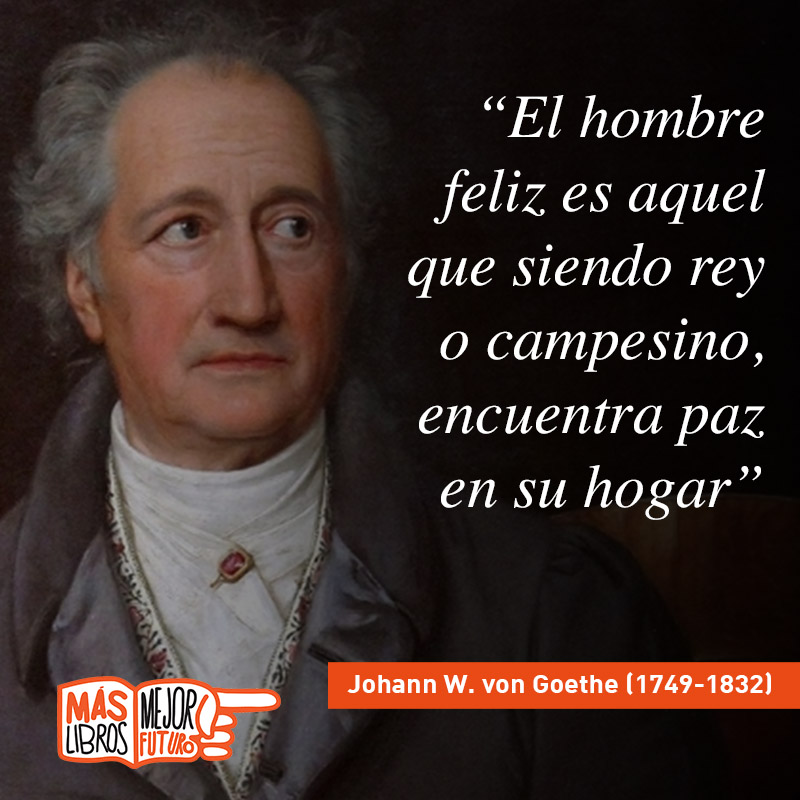 “El hombre
feliz es aquel
que siendo rey
o campesino,
encuentra paz
en su hogar”
Johann W. von Goethe (1749-1832)
MÁS MEJOR
LIBROS FUTURO